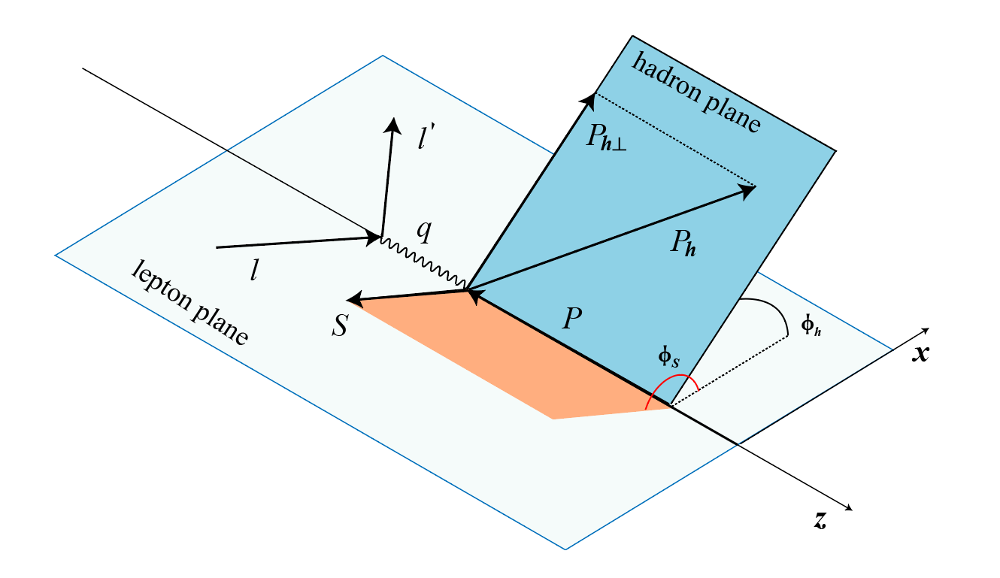 hadron plane
l'
P_{h⊥}
q
P_h
l
lepton plane
S
P
ϕ_h
ϕ_S
x
z